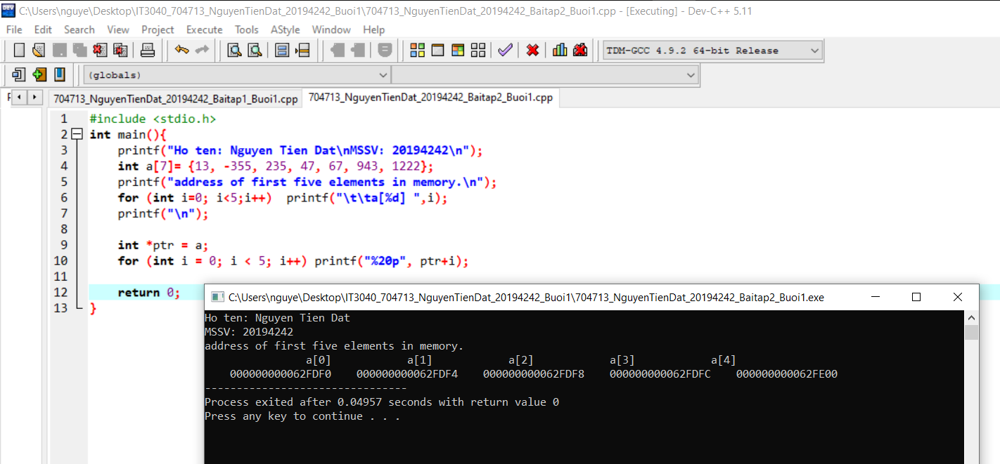 C:\Users\nguye\Desktop\IT3040_704713_NguyenTienDat_20194242_Buoi1\704713_NguyenTienDat_20194242_Baitap2_Buoi1.cpp - [Executing] - Dev-C++ 5.11
File Edit Search View Project Execute Tools AStyle Window Help
TDM-GCC 4.9.2 64-bit Release
(globals)
704713_NguyenTienDat_20194242_Baitap1_Buoi1.cpp 704713_NguyenTienDat_20194242_Baitap2_Buoi1.cpp
1 #include <stdio.h>
2 int main(){
3 printf("Ho ten: Nguyen Tien Dat\nMSSV: 20194242\n");
4 int a[7]= {13, -355, 235, 47, 67, 943, 1222};
5 printf("address of first five elements in memory.\n");
6 for (int i=0; i<5;i++)  printf("\t\ta[%d] ",i);
7 printf("\n");
8
9 int *ptr = a;
10 for (int i = 0; i < 5; i++) printf("%20p", ptr+i);
11
12 return 0;
13 }
C:\Users\nguye\Desktop\IT3040_704713_NguyenTienDat_20194242_Buoi1\704713_NguyenTienDat_20194242_Baitap2_Buoi1.exe
Ho ten: Nguyen Tien Dat
MSSV: 20194242
address of first five elements in memory.
a[0] a[1] a[2] a[3] a[4]
000000000062FDF0 000000000062FDF4 000000000062FDF8 000000000062FDFC 000000000062FE00
--------------------------------
Process exited after 0.04957 seconds with return value 0
Press any key to continue . . .